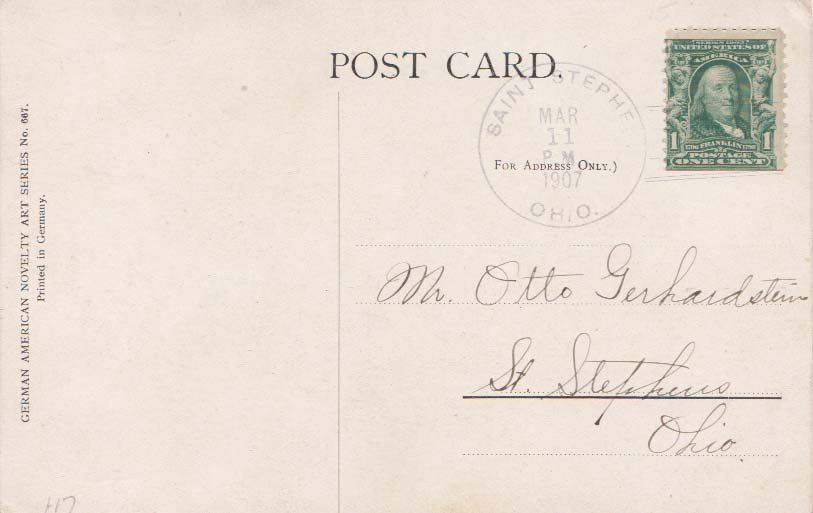 POST CARD.
SERIES 1902
UNITED STATES OF
AMERICA
1 1
1706 FRANKLIN 1790
POSTAGE
ONE CENT
SAINT STEPHE
MAR
11
P M
1907
OHIO.
FOR ADDRESS ONLY.)
Mr. Otto Gerhardstein
St. Stephens
Ohio
GERMAN AMERICAN NOVELTY ART SERIES No. 667.
Printed in Germany.